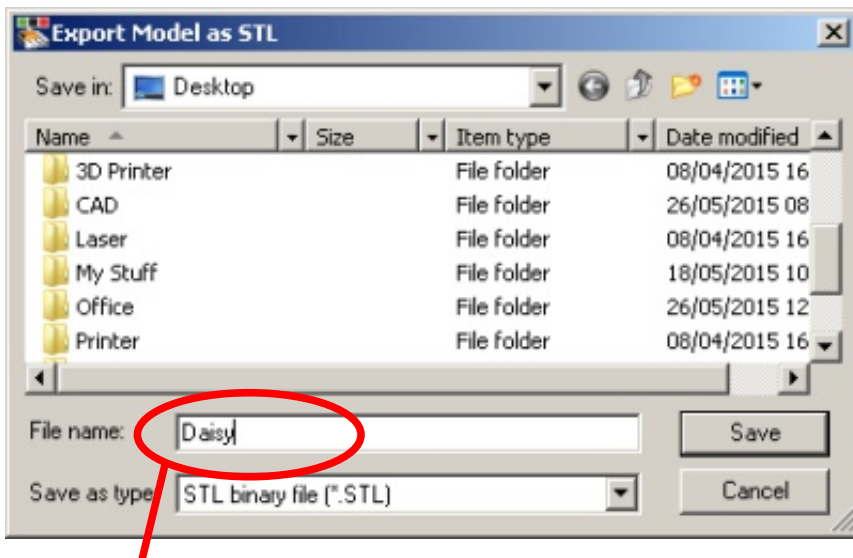 Export Model as STL
Save in: Desktop
Name Size Item type Date modified
3D Printer File folder 08/04/2015 16
CAD File folder 26/05/2015 08
Laser File folder 08/04/2015 16
My Stuff File folder 18/05/2015 10
Office File folder 26/05/2015 12
Printer File folder 08/04/2015 16
File name: Daisy Save
Save as type STL binary file (*.STL) Cancel